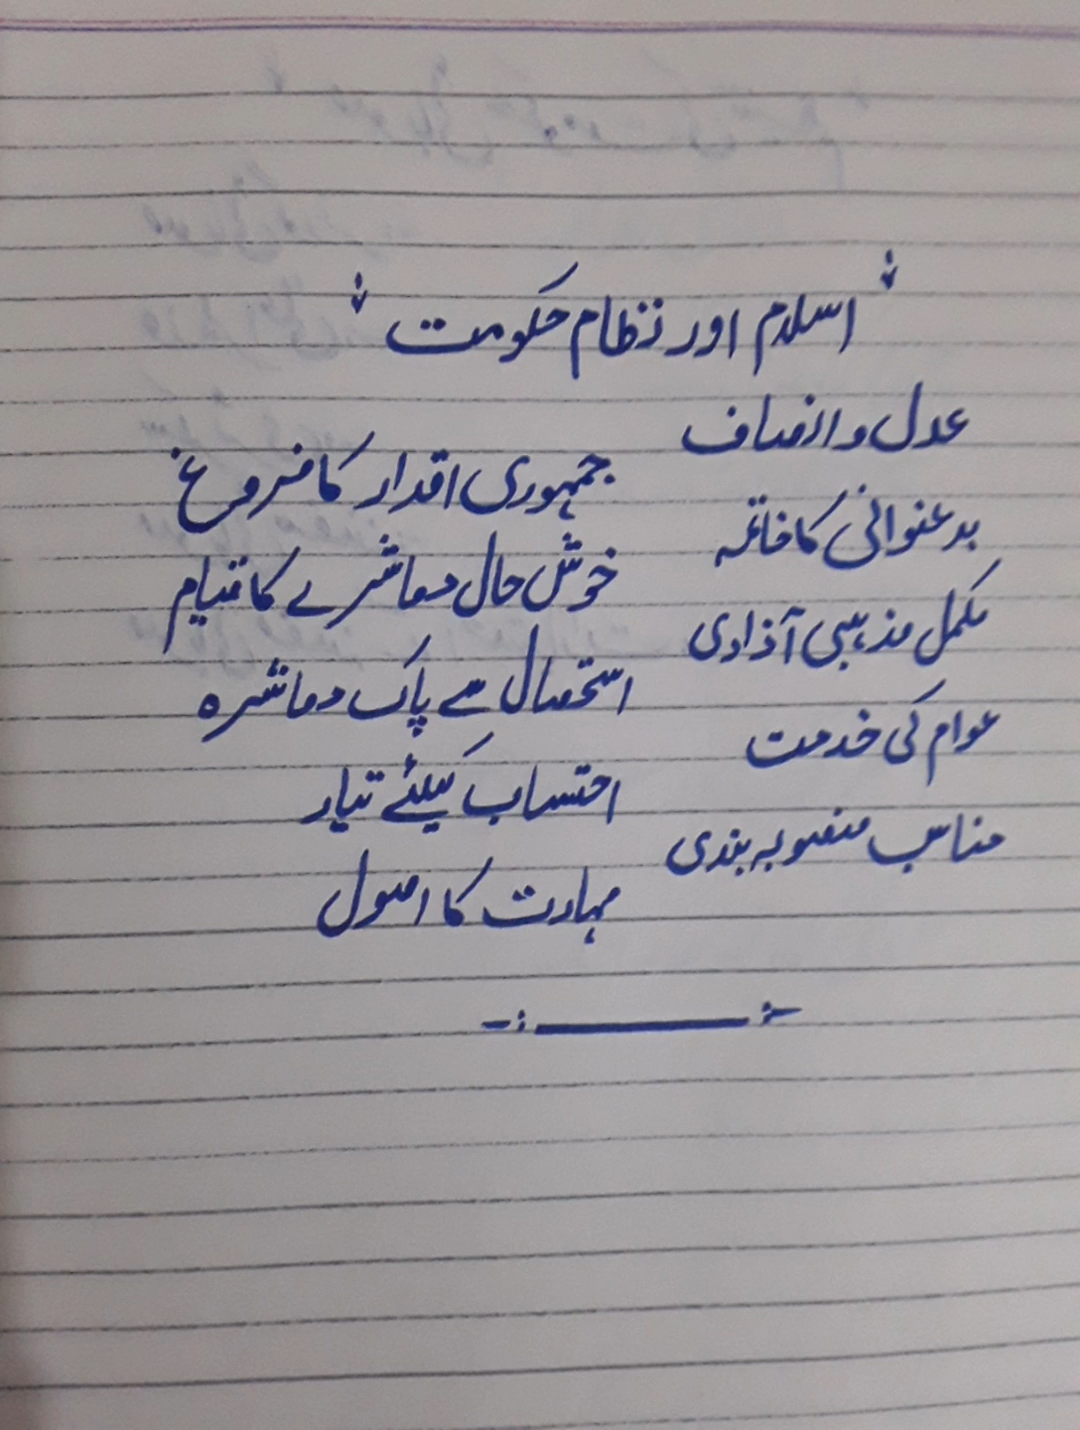 "اسلام اور نظام حکومت"
عدل و انصاف
جمہوری اقدار کا فروغ
بدعنوانی کا خاتمہ
خوش حال معاشرے کا قیام
مکمل مذہبی آذادی
استحصال سے پاک معاشرہ
عوام کی خدمت
احتساب کیلئے تیار
مناسب منصوبہ بندی
مہارت کا اصول